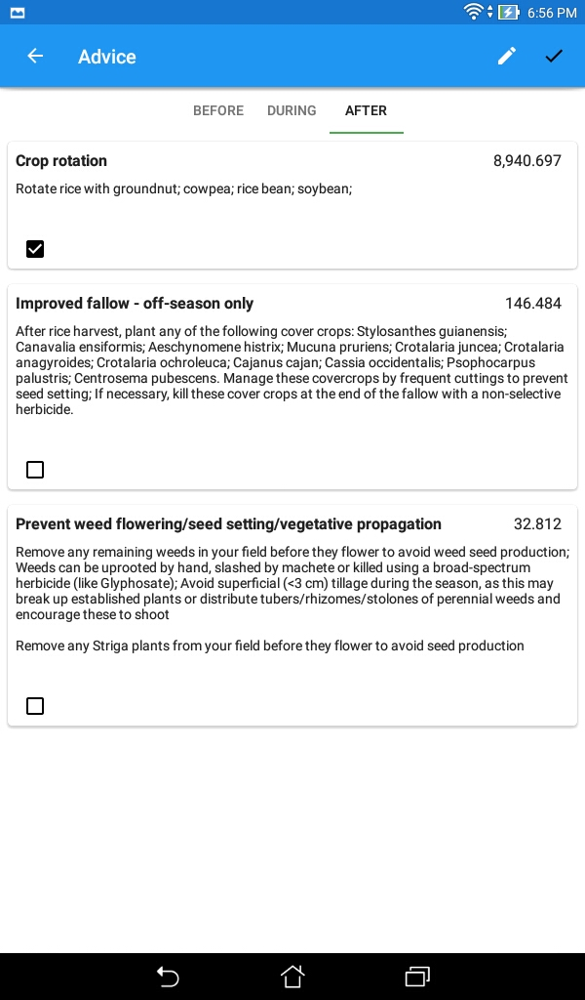 6:56 PM
Advice
BEFORE DURING AFTER
Crop rotation 8,940.697
Rotate rice with groundnut; cowpea; rice bean; soybean;
Improved fallow - off-season only 146.484
After rice harvest, plant any of the following cover crops: Stylosanthes guianensis;
Canavalia ensiformis; Aeschynomene histrix; Mucuna pruriens; Crotalaria juncea; Crotalaria
anagyroides; Crotalaria ochroleuca; Cajanus cajan; Cassia occidentalis; Psophocarpus
palustris; Centrosema pubescens. Manage these covercrops by frequent cuttings to prevent
seed setting; If necessary, kill these cover crops at the end of the fallow with a non-selective
herbicide.
Prevent weed flowering/seed setting/vegetative propagation 32.812
Remove any remaining weeds in your field before they flower to avoid weed seed production;
Weeds can be uprooted by hand, slashed by machete or killed using a broad-spectrum
herbicide (like Glyphosate); Avoid superficial (<3 cm) tillage during the season, as this may
break up established plants or distribute tubers/rhizomes/stolones of perennial weeds and
encourage these to shoot
Remove any Striga plants from your field before they flower to avoid seed production